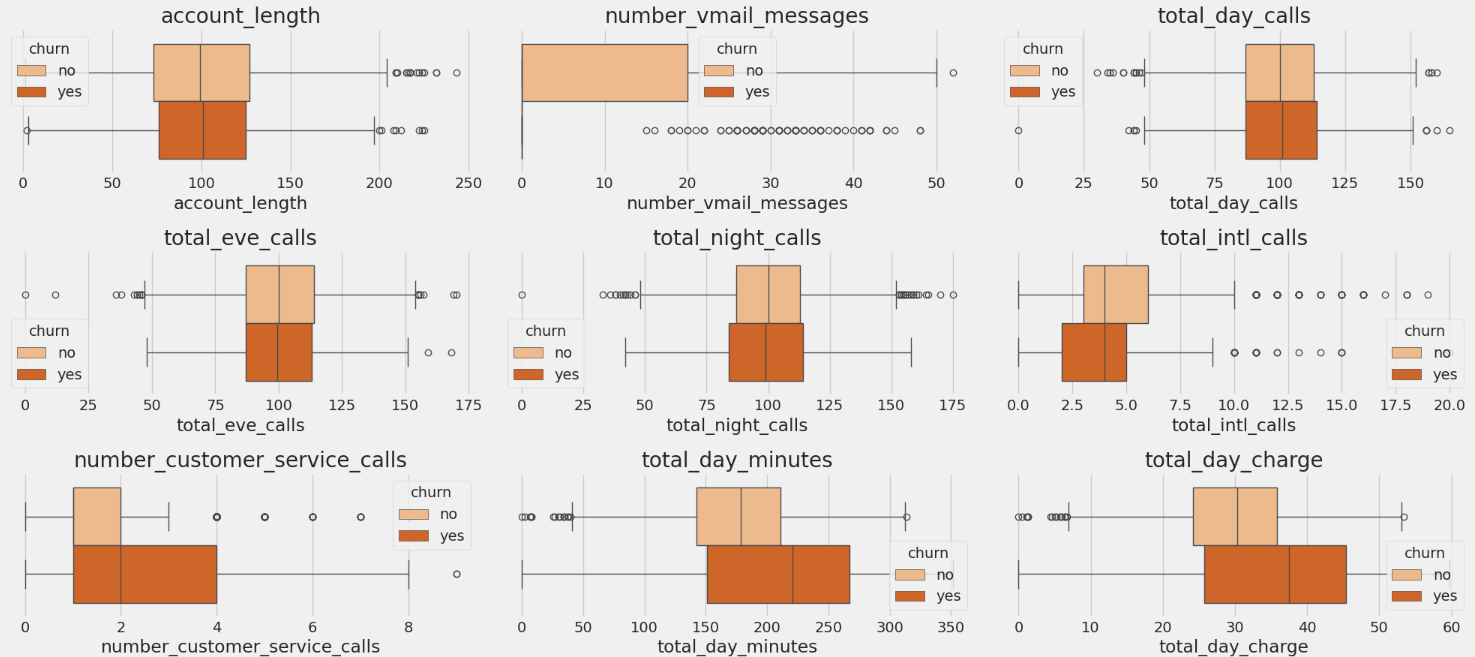 account_length
churn
no
yes
0 50 100 150 200 250
account_length
number_vmail_messages
churn
no
yes
0 10 20 30 40 50
number_vmail_messages
total_day_calls
churn
no
yes
0 25 50 75 100 125 150
total_day_calls
total_eve_calls
churn
no
yes
0 25 50 75 100 125 150 175
total_eve_calls
total_night_calls
churn
no
yes
0 25 50 75 100 125 150 175
total_night_calls
total_intl_calls
churn
no
yes
0.0 2.5 5.0 7.5 10.0 12.5 15.0 17.5 20.0
total_intl_calls
number_customer_service_calls
churn
no
yes
0 2 4 6 8
number_customer_service_calls
total_day_minutes
churn
no
yes
0 50 100 150 200 250 300 350
total_day_minutes
total_day_charge
churn
no
yes
0 10 20 30 40 50 60
total_day_charge